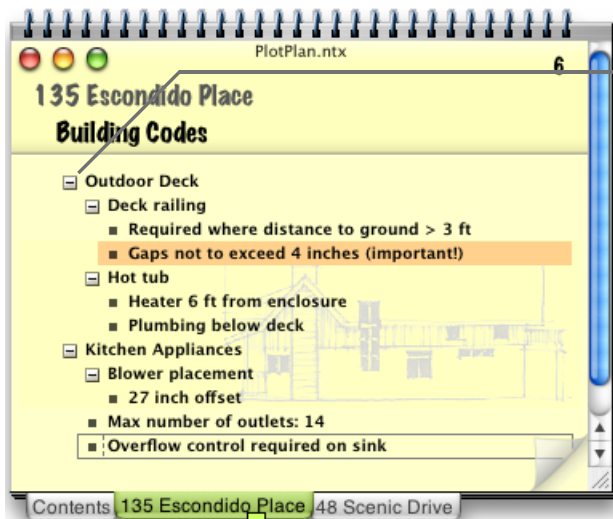 PlotPlan.ntx
6
135 Escondido Place
Building Codes
Outdoor Deck
Deck railing
Required where distance to ground > 3 ft
Gaps not to exceed 4 inches (important!)
Hot tub
Heater 6 ft from enclosure
Plumbing below deck
Kitchen Appliances
Blower placement
27 inch offset
Max number of outlets: 14
Overflow control required on sink
Contents 135 Escondido Place 48 Scenic Drive